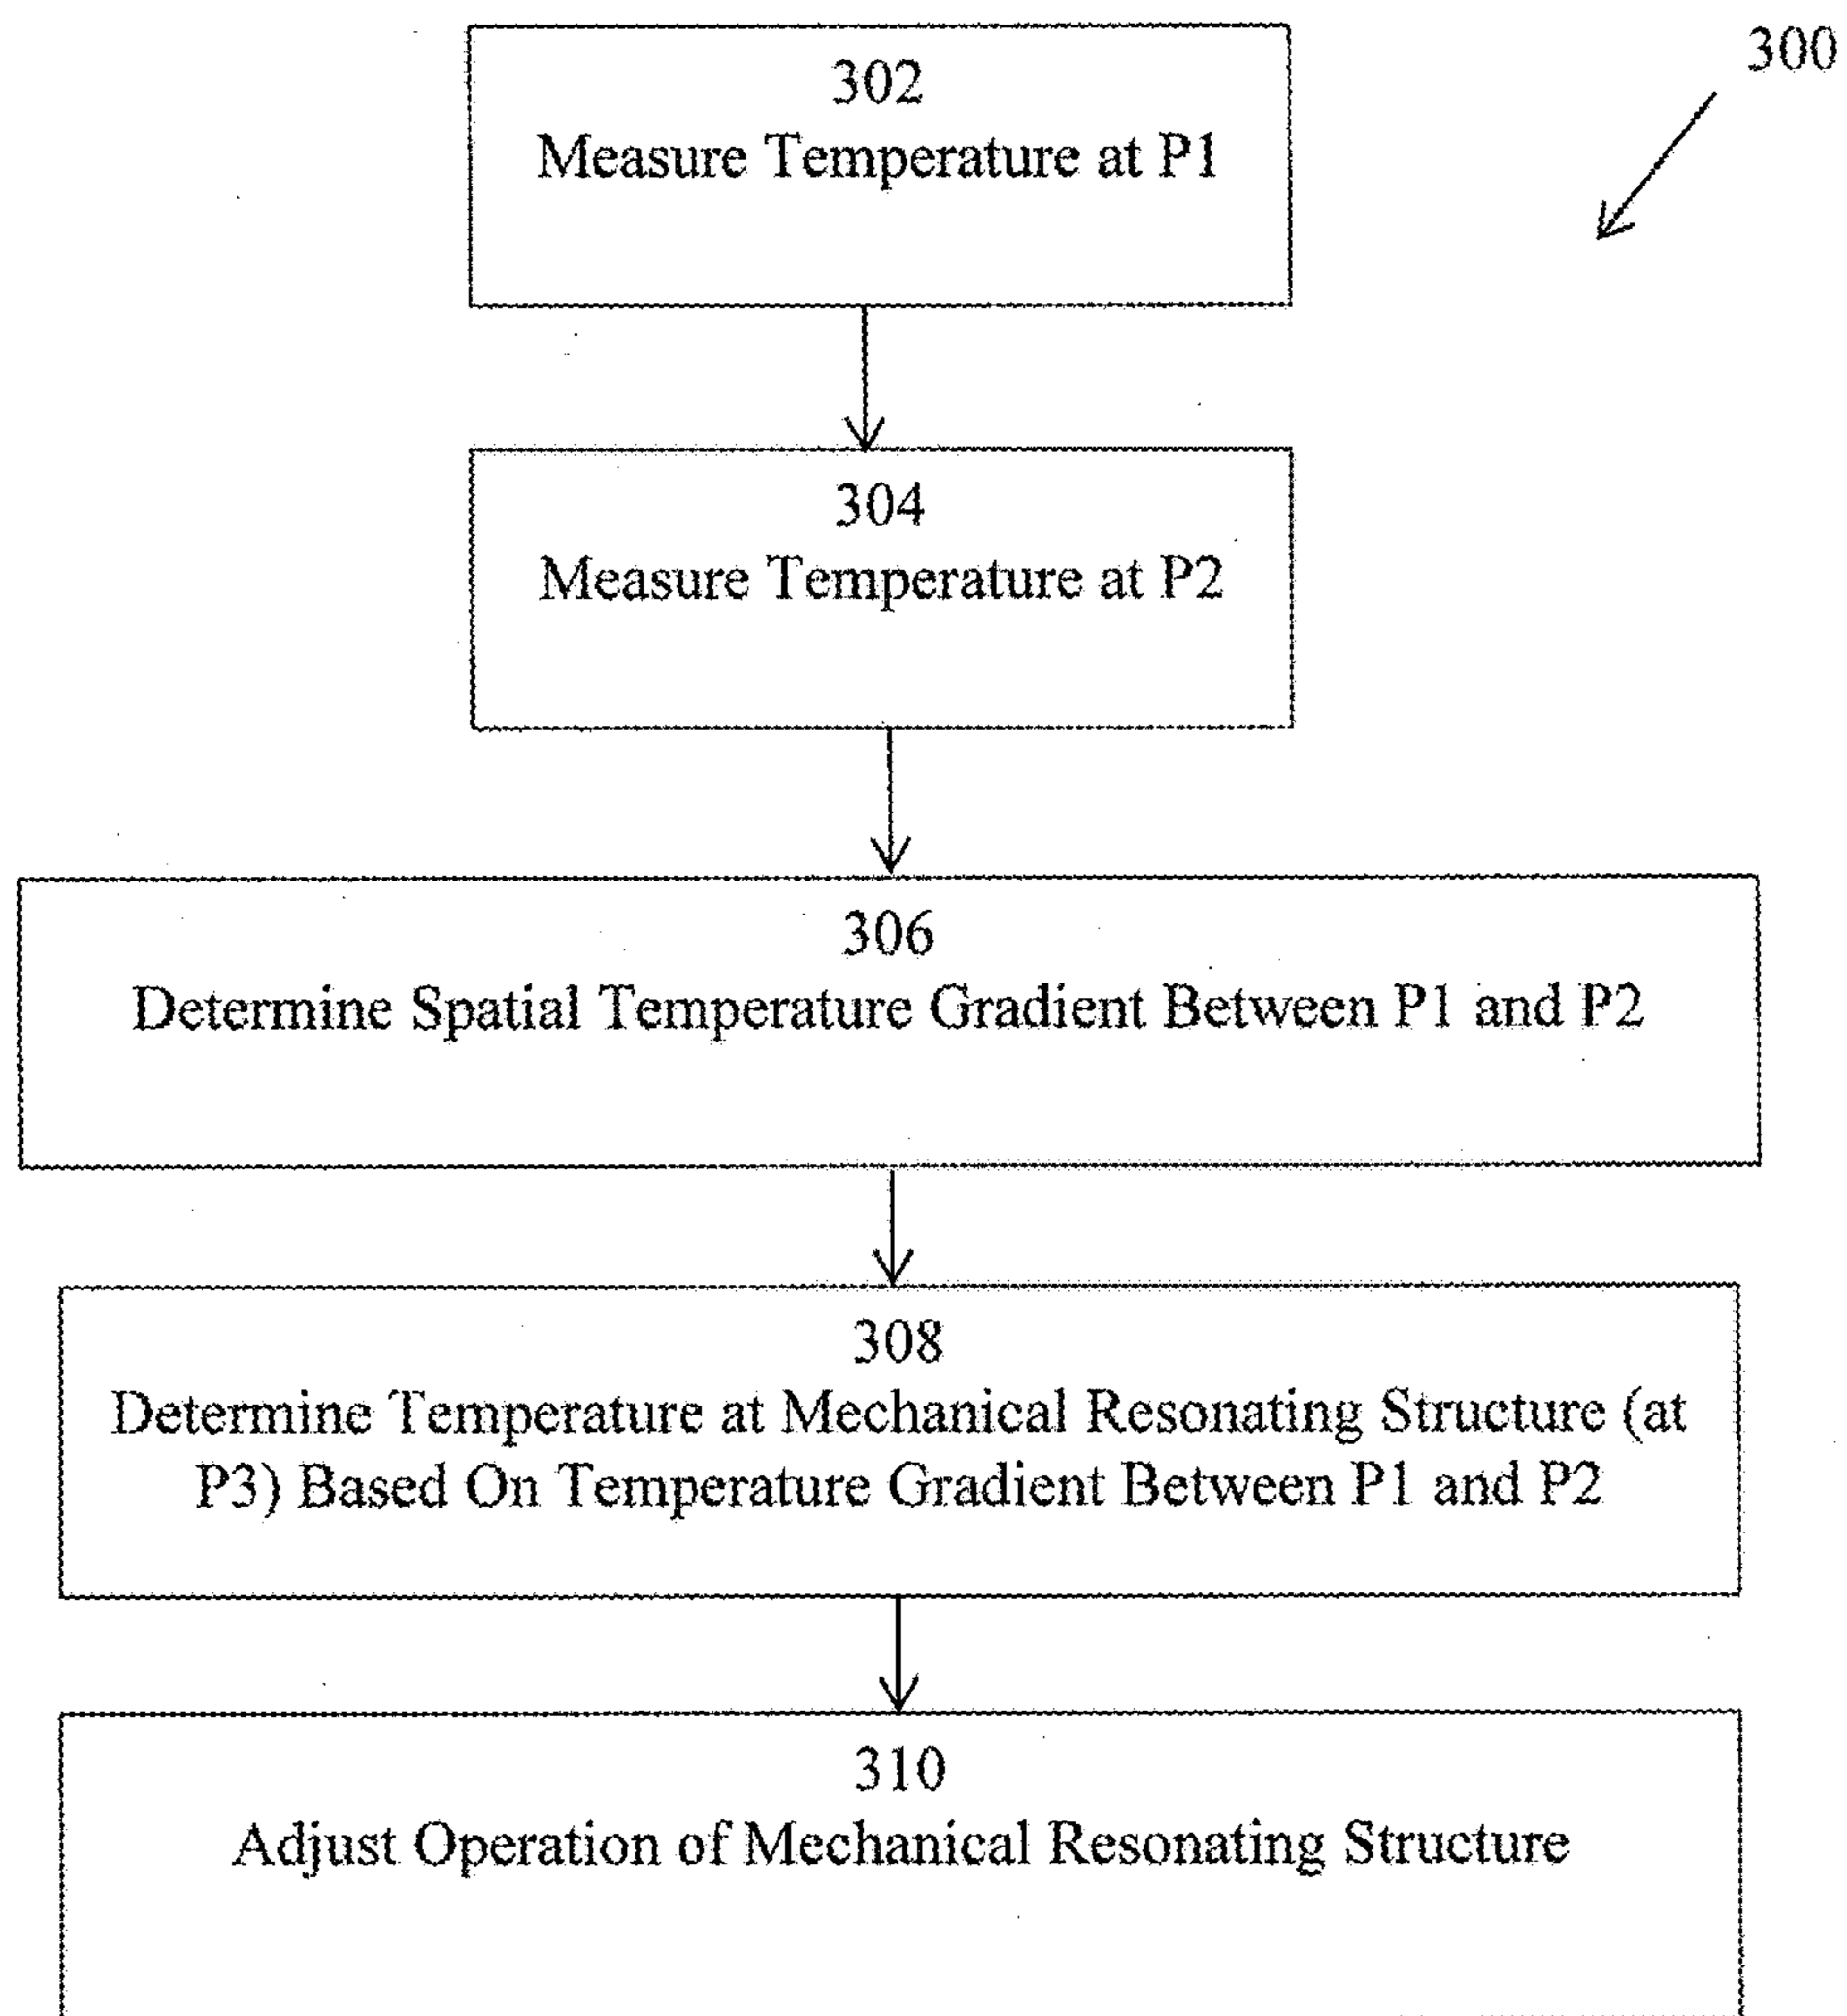 300
302
Measure Temperature at P1
304
Measure Temperature at P2
306
Determine Spatial Temperature Gradient Between P1 and P2
308
Determine Temperature at Mechanical Resonating Structure (at
P3) Based On Temperature Gradient Between P1 and P2
310
Adjust Operation of Mechanical Resonating Structure